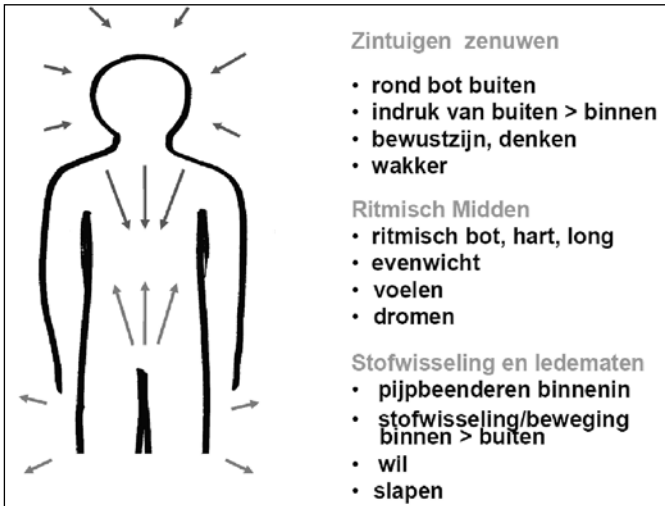 Zintuigen zenuwen
• rond bot buiten
• indruk van buiten > binnen
• bewustzijn, denken
• wakker
Ritmisch Midden
• ritmisch bot, hart, long
• evenwicht
• voelen
• dromen
Stofwisseling en ledematen
• pijpbeenderen binnenin
• stofwisseling/beweging
binnen > buiten
• wil
• slapen